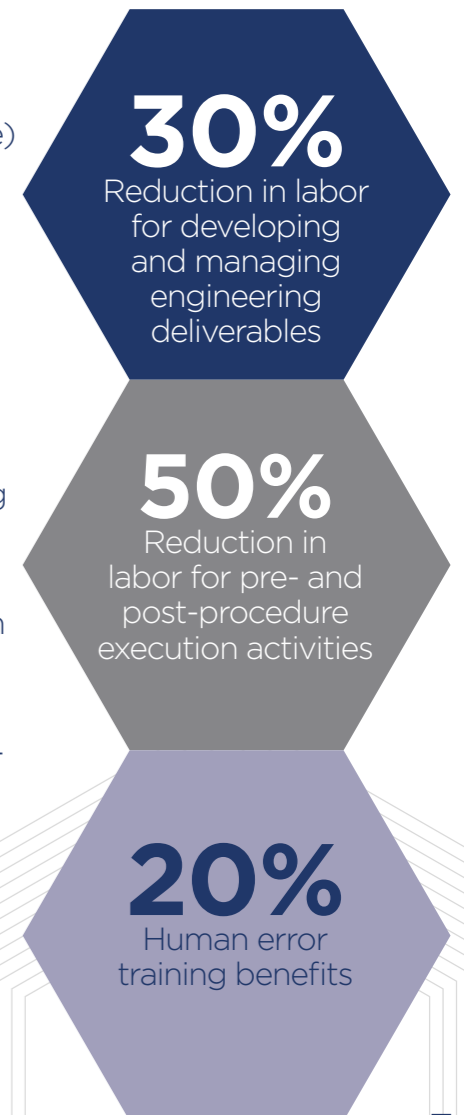 e)
30%
Reduction in labor
for developing
and managing
engineering
deliverables
g
50%
Reduction in
labor for pre- and
post-procedure
execution activities
20%
Human error
training benefits